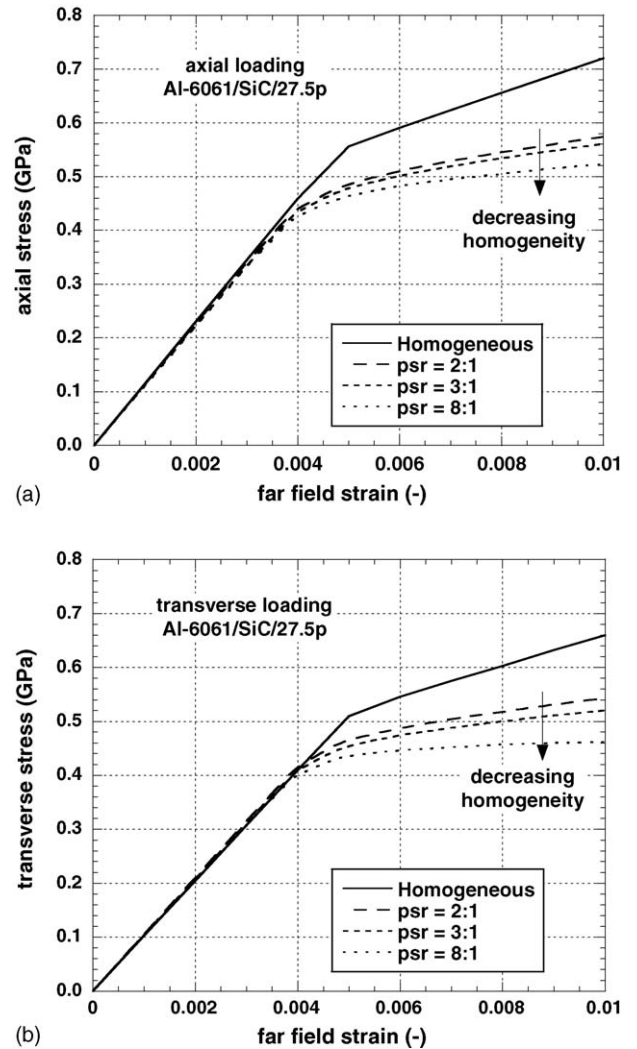 0.8
0.7
0.6
0.5
0.4
0.3
0.2
0.1
0.0
axial stress (GPa)
axial loading
Al-6061/SiC/27.5p
decreasing
homogeneity
Homogeneous
psr = 2:1
psr = 3:1
psr = 8:1
0 0.002 0.004 0.006 0.008 0.01
(a)
far field strain (-)
0.8
0.7
0.6
0.5
0.4
0.3
0.2
0.1
0.0
transverse stress (GPa)
transverse loading
Al-6061/SiC/27.5p
decreasing
homogeneity
Homogeneous
psr = 2:1
psr = 3:1
psr = 8:1
0 0.002 0.004 0.006 0.008 0.01
(b)
far field strain (-)